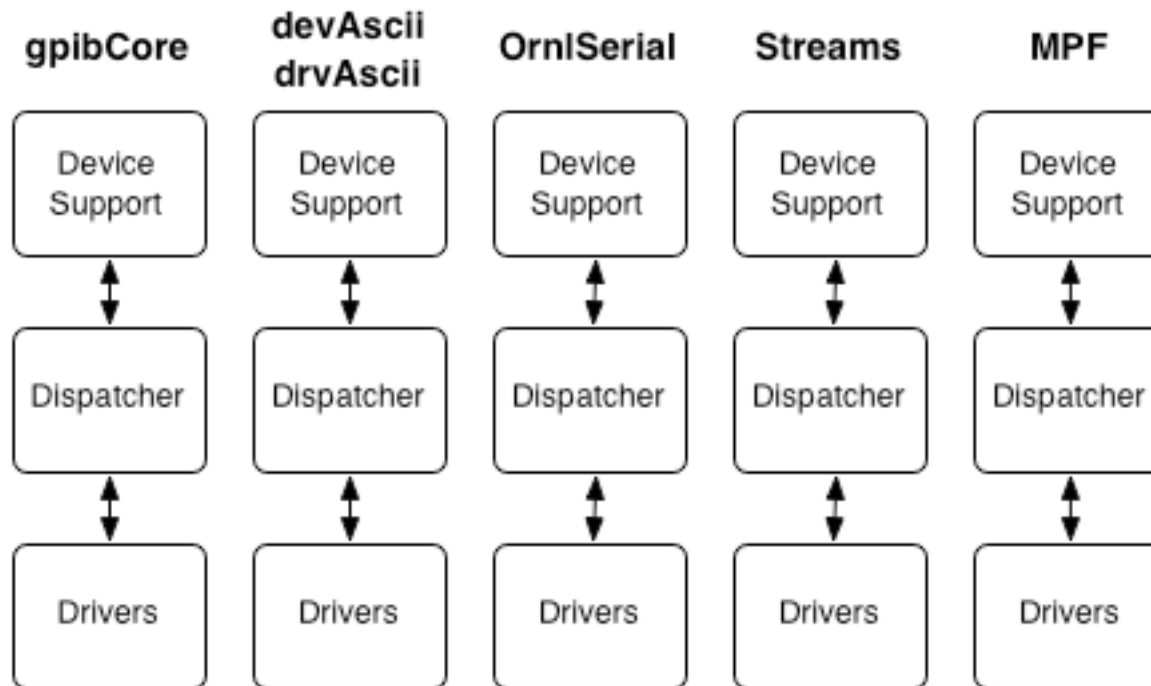 gpibCore
devAscii
drvAscii
OrnlSerial
Streams
MPF
Device
Support
Device
Support
Device
Support
Device
Support
Device
Support
Dispatcher
Dispatcher
Dispatcher
Dispatcher
Dispatcher
Drivers
Drivers
Drivers
Drivers
Drivers